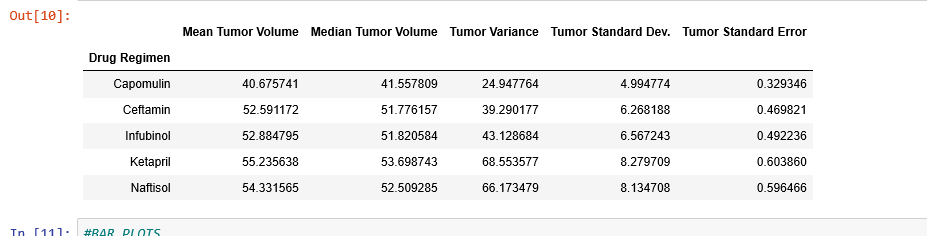 Out[10]:
Mean Tumor Volume Median Tumor Volume Tumor Variance Tumor Standard Dev. Tumor Standard Error
Drug Regimen
Capomulin 40.675741 41.557809 24.947764 4.994774 0.329346
Ceftamin 52.591172 51.776157 39.290177 6.268188 0.469821
Infubinol 52.884795 51.820584 43.128684 6.567243 0.492236
Ketapril 55.235638 53.698743 68.553577 8.279709 0.603860
Naftisol 54.331565 52.509285 66.173479 8.134708 0.596466
In [11]: #BAR PLOTS